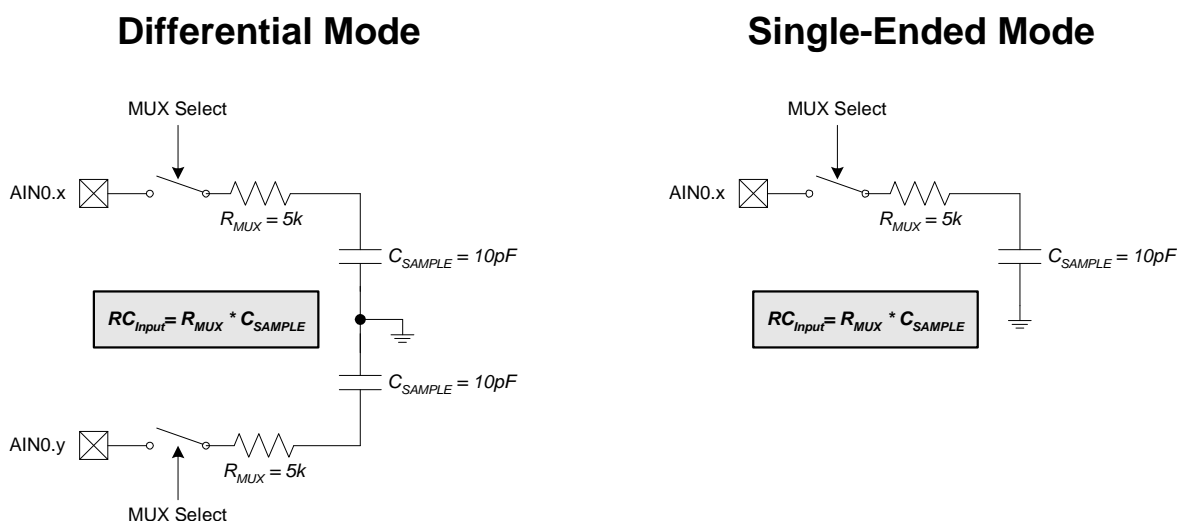 Differential Mode
MUX Select
AIN0.x
R_MUX = 5k
C_SAMPLE = 10pF
RC_Input= R_MUX * C_SAMPLE
C_SAMPLE = 10pF
AIN0.y
R_MUX = 5k
MUX Select
Single-Ended Mode
MUX Select
AIN0.x
R_MUX = 5k
C_SAMPLE = 10pF
RC_Input= R_MUX * C_SAMPLE